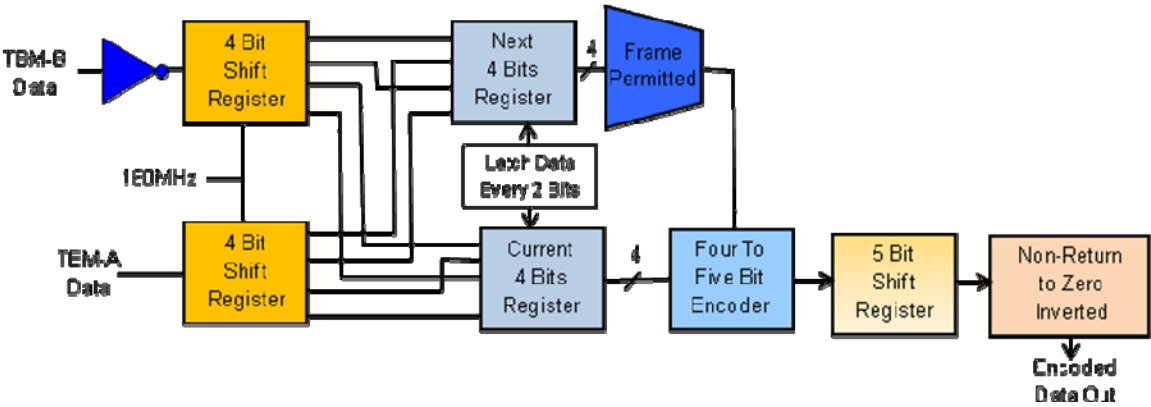 TBM-B
Data
4 Bit
Shift
Register
Next
4 Bits
Register
4
Frame
Permitted
Latch Data
Every 2 Bits
160MHz
TBM-A
Data
4 Bit
Shift
Register
Current
4 Bits
Register
4
Four To
Five Bit
Encoder
5 Bit
Shift
Register
Non-Return
to Zero
Inverted
Encoded
Data Out